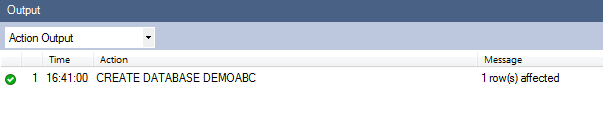 Output
Action Output
Time Action Message
1 16:41:00 CREATE DATABASE DEMOABC 1 row(s) affected